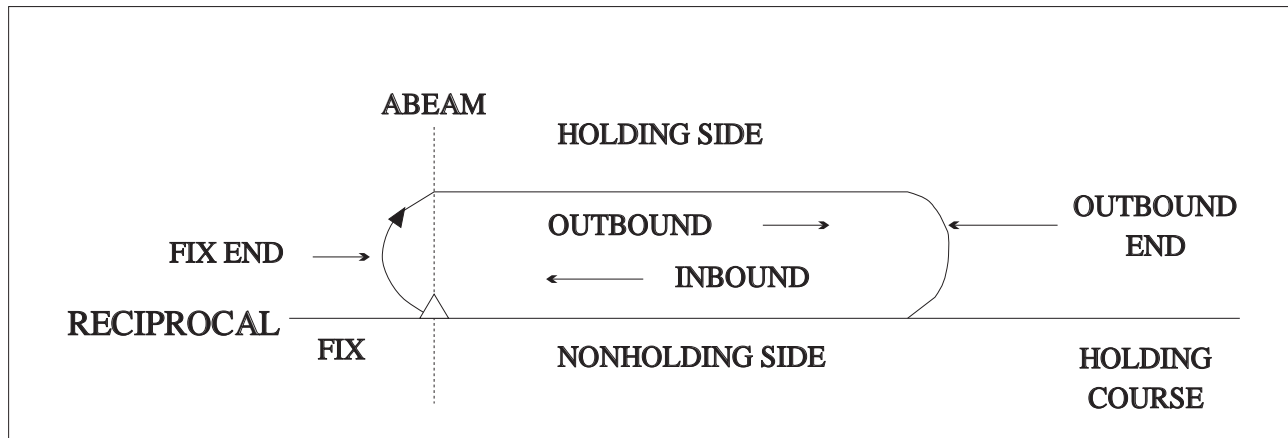 ABEAM
HOLDING SIDE
OUTBOUND
OUTBOUND
END
FIX END
INBOUND
RECIPROCAL
FIX
NONHOLDING SIDE
HOLDING
COURSE